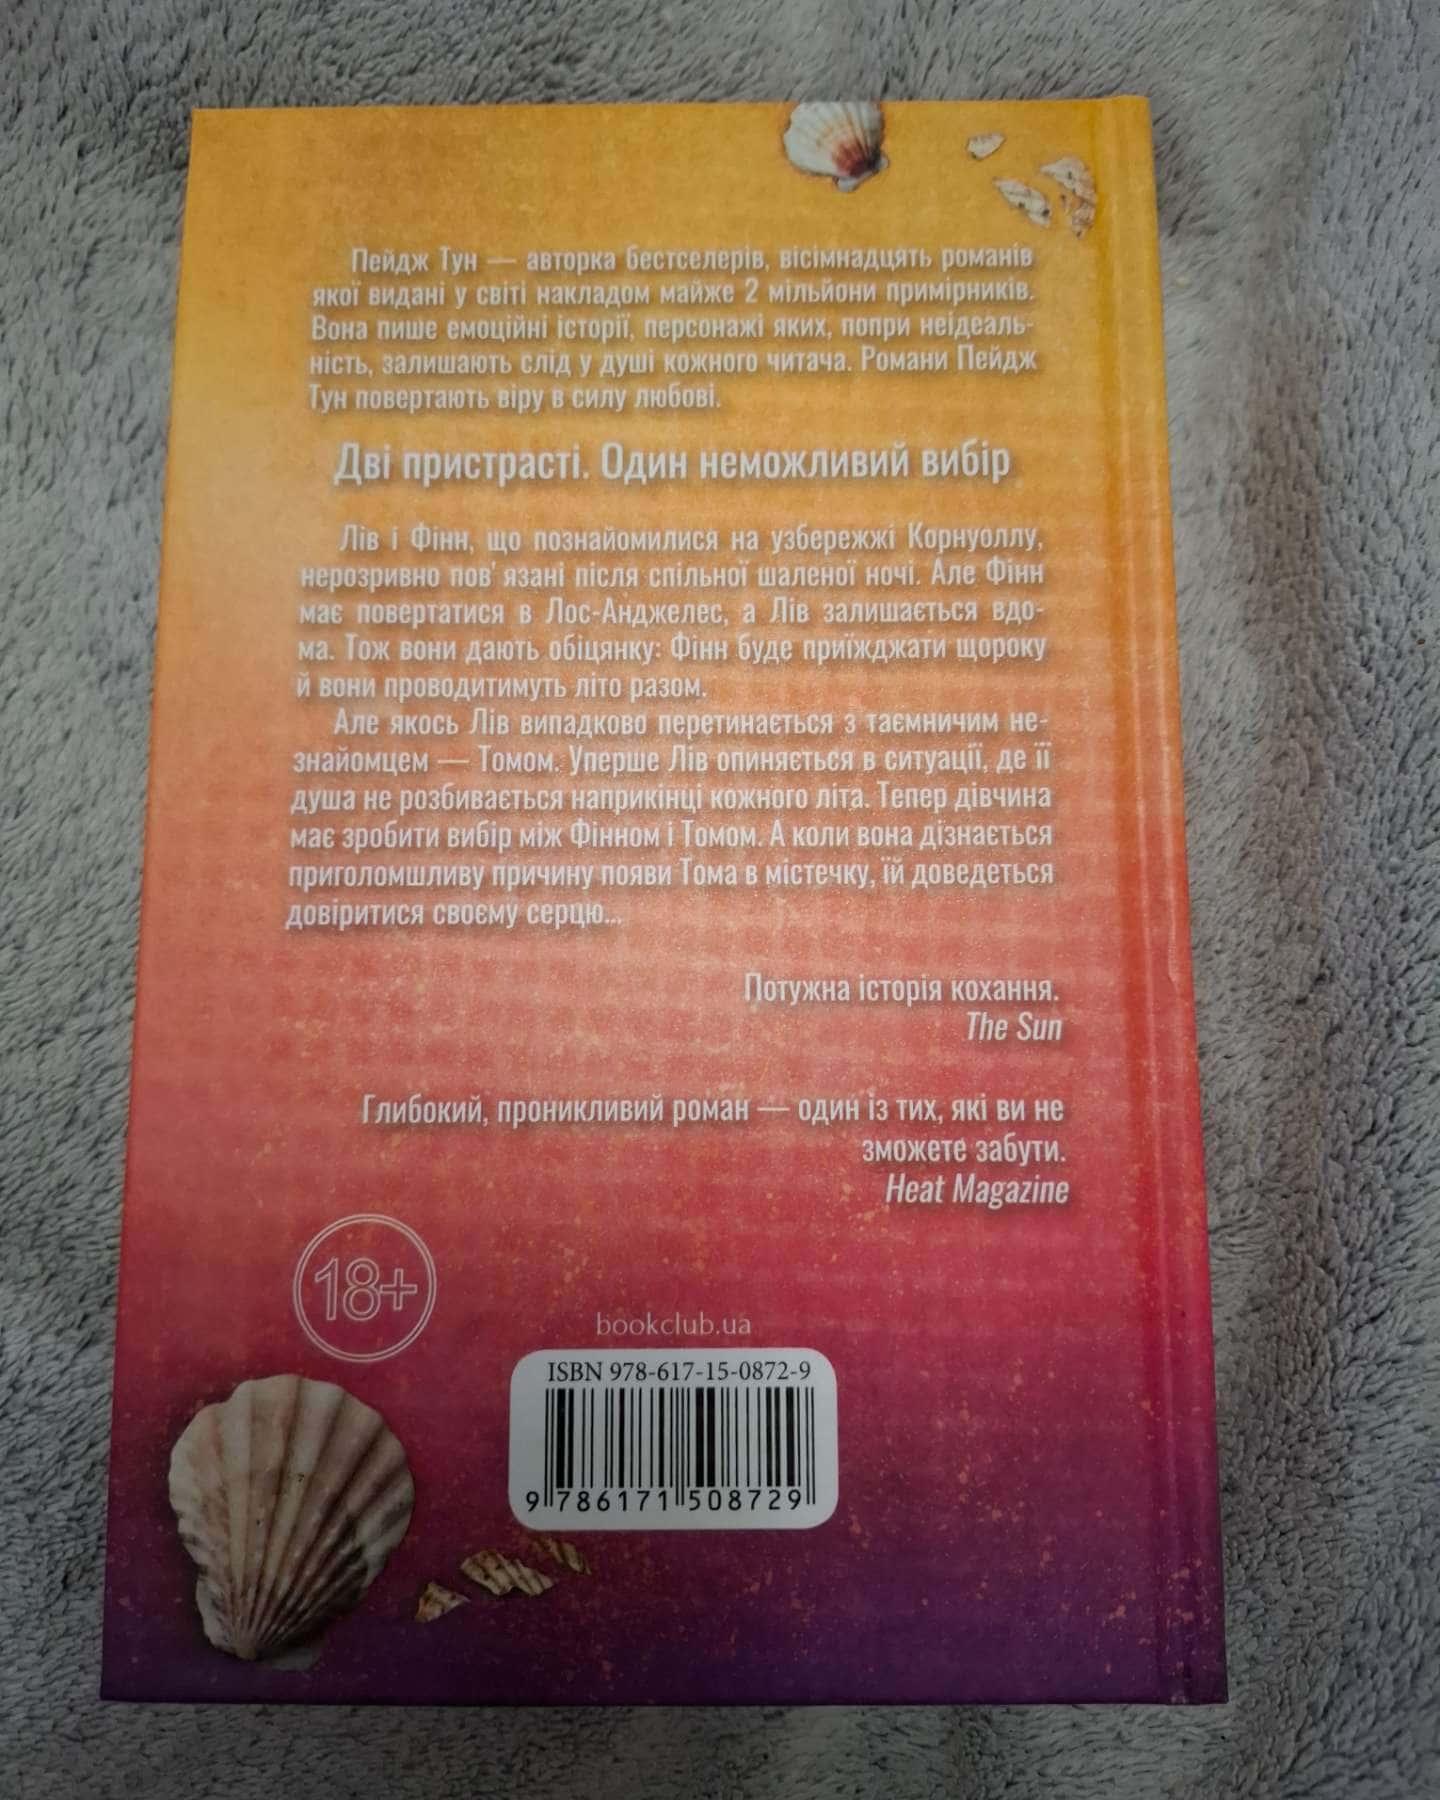 Пейдж Тун — авторка бестселерів, вісімнадцять романів
якої видані у світі накладом майже 2 мільйони примірників.
Вона пише емоційні історії, персонажі яких, попри неідеаль-
ність, залишають слід у душі кожного читача. Романи Пейдж
Тун повертають віру в силу любові.
Дві пристрасті. Один неможливий вибір
Лів і Фінн, що познайомилися на узбережжі Корнуоллу,
нерозривно пов'язані після спільної шаленої ночі. Але Фінн
має повертатися в Лос-Анджелес, а Лів залишається вдо-
ма. Тож вони дають обіцянку: Фінн буде приїжджати щороку
й вони проводитимуть літо разом.
Але якось Лів випадково перетинається з таємничим не-
знайомцем — Томом. Уперше Лів опиняється в ситуації, де її
душа не розбивається наприкінці кожного літа. Тепер дівчина
має зробити вибір між Фінном і Томом. А коли вона дізнається
приголомшливу причину появи Тома в містечку, їй доведеться
довіритися своєму серцю...
Потужна історія кохання.
The Sun
Глибокий, проникливий роман — один із тих, які ви не
зможете забути.
Heat Magazine
18+
bookclub.ua
ISBN 978-617-15-0872-9
9 786171 508729